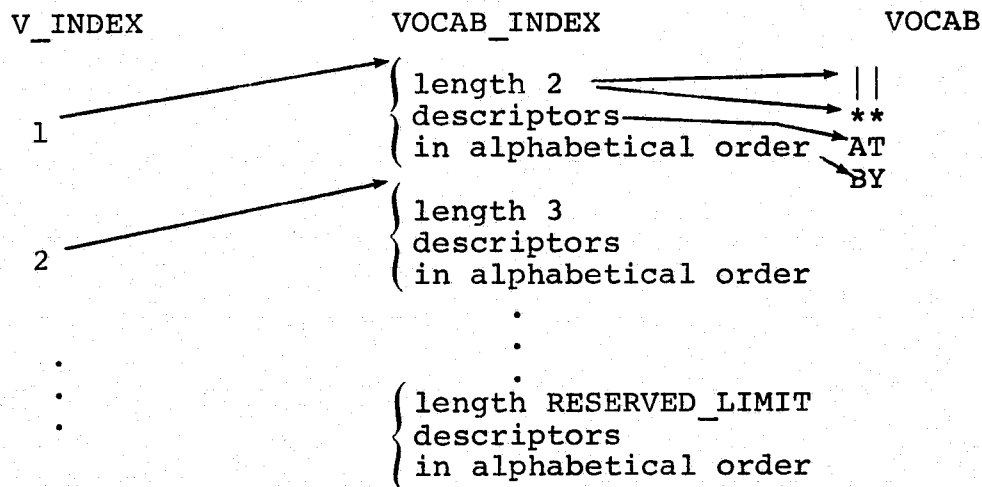 V_INDEX VOCAB_INDEX VOCAB
length 2 ||
1 descriptors **
in alphabetical order AT
BY
length 3
2 descriptors
in alphabetical order
.
.
.
.
.
.
length RESERVED_LIMIT
descriptors
in alphabetical order